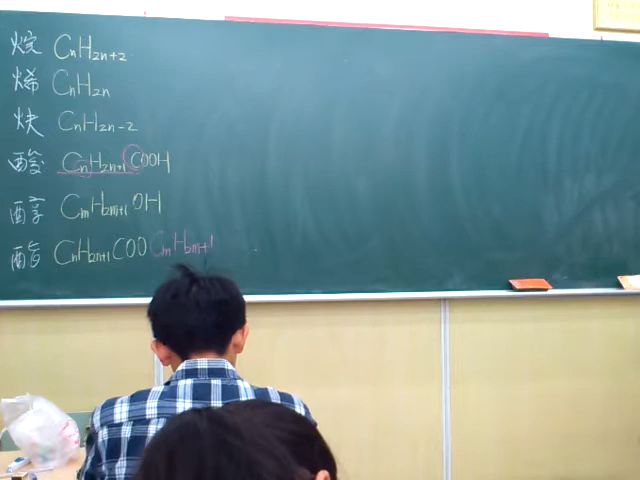 烷 CnH2n+2
烯 CnH2n
炔 CnH2n-2
酸 CnH2n+1COOH
醇 CmH2m+1OH
酯 CnH2n+1COOCmH2m+1